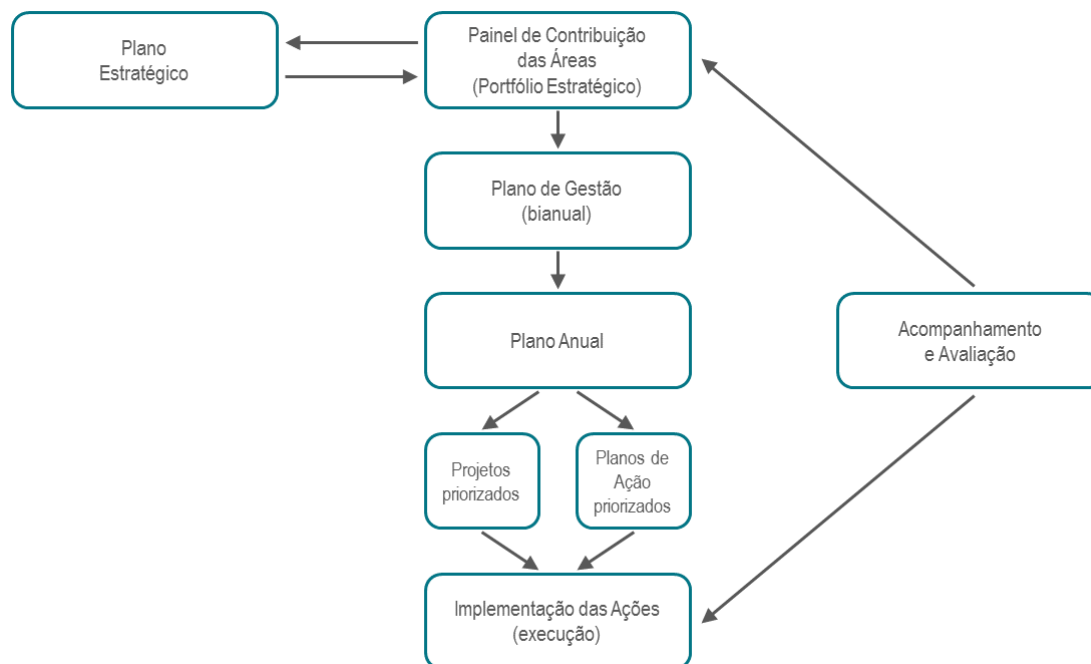 Plano
Estratégico
Painel de Contribuição
das Áreas
(Portfólio Estratégico)
Plano de Gestão
(bianual)
Plano Anual
Acompanhamento
e Avaliação
Projetos
priorizados
Planos de
Ação
priorizados
Implementação das Ações
(execução)